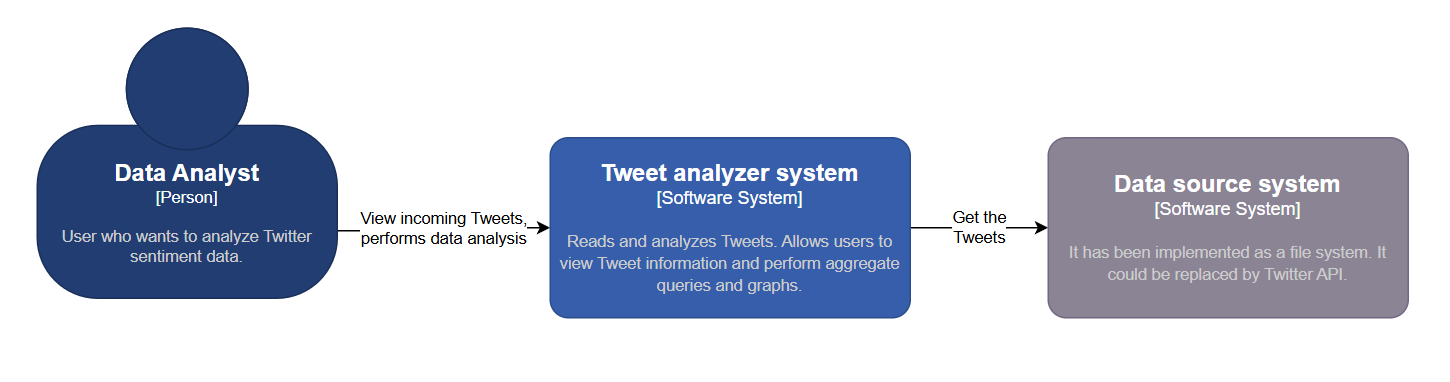 Data Analyst
[Person]
User who wants to analyze Twitter
sentiment data.
View incoming Tweets,
performs data analysis
Tweet analyzer system
[Software System]
Reads and analyzes Tweets. Allows users to
view Tweet information and perform aggregate
queries and graphs.
Get the
Tweets
Data source system
[Software System]
It has been implemented as a file system. It
could be replaced by Twitter API.